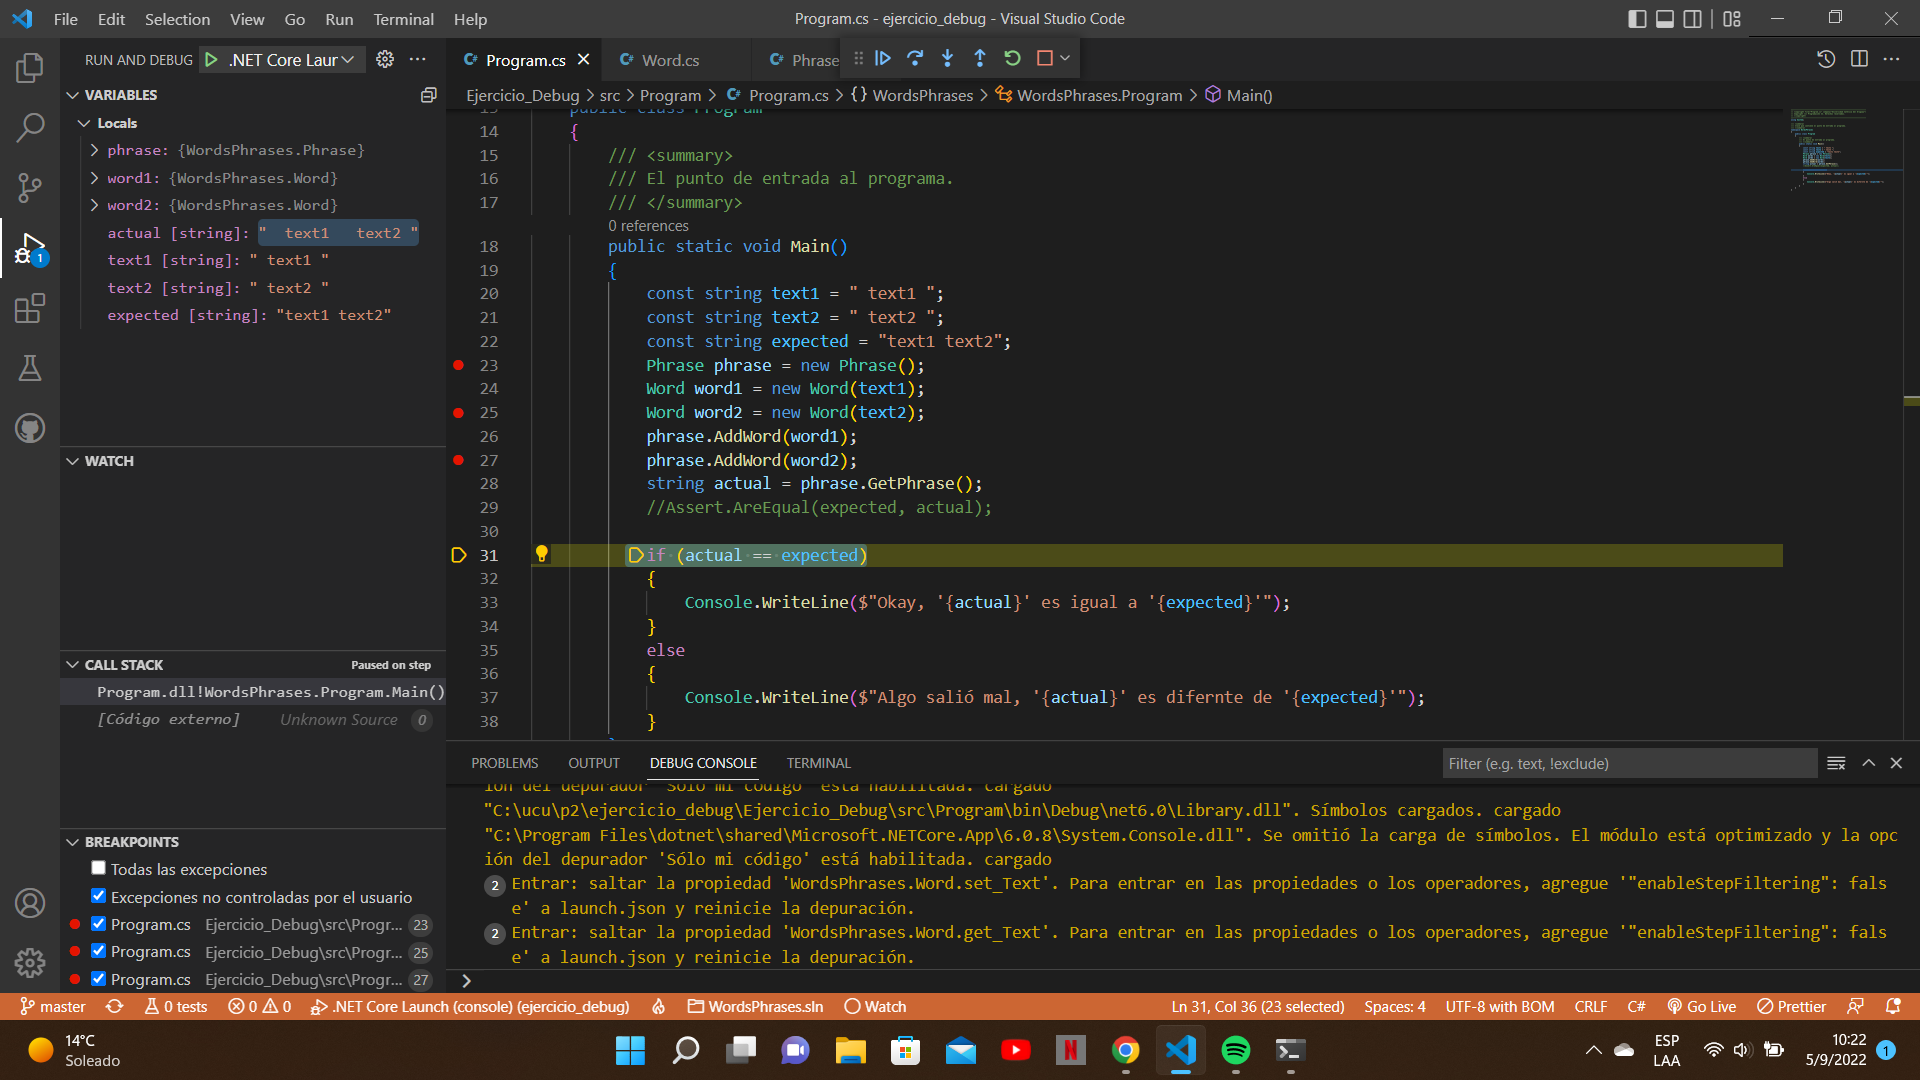 File Edit Selection View Go Run Terminal Help
Program.cs - ejercicio_debug - Visual Studio Code
RUN AND DEBUG .NET Core Laur
Program.cs Word.cs Phrase
VARIABLES
Locals
phrase: {WordsPhrases.Phrase}
word1: {WordsPhrases.Word}
word2: {WordsPhrases.Word}
actual [string]: "  text1   text2 "
text1 [string]: " text1 "
text2 [string]: " text2 "
expected [string]: "text1 text2"
WATCH
CALL STACK Paused on step
Program.dll!WordsPhrases.Program.Main()
[Código externo] Unknown Source 0
BREAKPOINTS
Todas las excepciones
Excepciones no controladas por el usuario
Program.cs Ejercicio_Debug\src\Progr... 23
Program.cs Ejercicio_Debug\src\Progr... 25
Program.cs Ejercicio_Debug\src\Progr... 27
1
Ejercicio_Debug > src > Program > Program.cs > {} WordsPhrases > WordsPhrases.Program > Main()
13 public class Program
14 {
15 /// <summary>
16 /// El punto de entrada al programa.
17 /// </summary>
0 references
18 public static void Main()
19 {
20 const string text1 = " text1 ";
21 const string text2 = " text2 ";
22 const string expected = "text1 text2";
23 Phrase phrase = new Phrase();
24 Word word1 = new Word(text1);
25 Word word2 = new Word(text2);
26 phrase.AddWord(word1);
27 phrase.AddWord(word2);
28 string actual = phrase.GetPhrase();
29 //Assert.AreEqual(expected, actual);
30
31 if (actual == expected)
32 {
33 Console.WriteLine($"Okay, '{actual}' es igual a '{expected}'");
34 }
35 else
36 {
37 Console.WriteLine($"Algo salió mal, '{actual}' es difernte de '{expected}'");
38 }
PROBLEMS OUTPUT DEBUG CONSOLE TERMINAL
Filter (e.g. text, !exclude)
ión del depurador 'Sólo mi código' está habilitada. cargado
"C:\ucu\p2\ejercicio_debug\Ejercicio_Debug\src\Program\bin\Debug\net6.0\Library.dll". Símbolos cargados. cargado
"C:\Program Files\dotnet\shared\Microsoft.NETCore.App\6.0.8\System.Console.dll". Se omitió la carga de símbolos. El módulo está optimizado y la opc
ión del depurador 'Sólo mi código' está habilitada. cargado
2 Entrar: saltar la propiedad 'WordsPhrases.Word.set_Text'. Para entrar en las propiedades o los operadores, agregue '"enableStepFiltering": fals
e' a launch.json y reinicie la depuración.
2 Entrar: saltar la propiedad 'WordsPhrases.Word.get_Text'. Para entrar en las propiedades o los operadores, agregue '"enableStepFiltering": fals
e' a launch.json y reinicie la depuración.
master 0 tests 0 0 .NET Core Launch (console) (ejercicio_debug) WordsPhrases.sln Watch
Ln 31, Col 36 (23 selected) Spaces: 4 UTF-8 with BOM CRLF C# Go Live Prettier
14°C
Soleado
ESP
LAA
10:22
5/9/2022
1